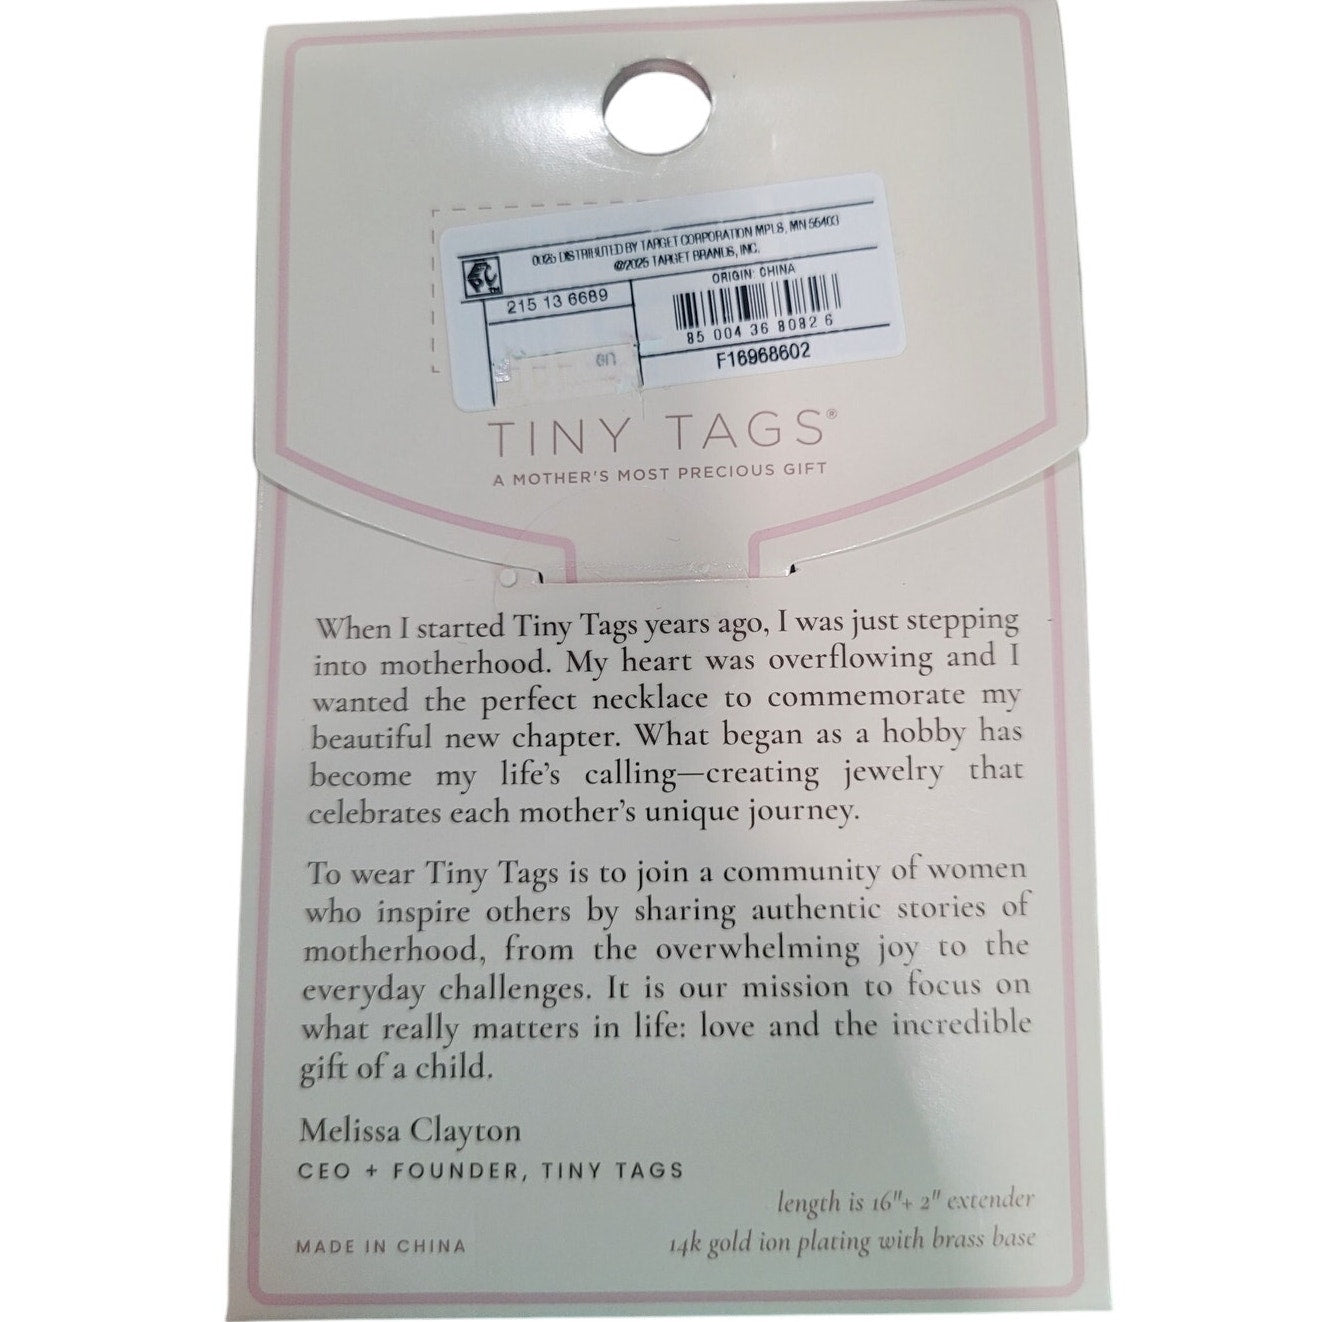 DISTRIBUTED BY TARGET CORPORATION MPLS, MN 55403
©2025 TARGET BRANDS, INC.
ORIGIN: CHINA
215 13 6689
85 004 36 8082 6
F16968602
TINY TAGS®
A MOTHER'S MOST PRECIOUS GIFT
When I started Tiny Tags years ago, I was just stepping
into motherhood. My heart was overflowing and I
wanted the perfect necklace to commemorate my
beautiful new chapter. What began as a hobby has
become my life's calling—creating jewelry that
celebrates each mother's unique journey.
To wear Tiny Tags is to join a community of women
who inspire others by sharing authentic stories of
motherhood, from the overwhelming joy to the
everyday challenges. It is our mission to focus on
what really matters in life: love and the incredible
gift of a child.
Melissa Clayton
CEO + FOUNDER, TINY TAGS
length is 16"+ 2" extender
MADE IN CHINA
14k gold ion plating with brass base